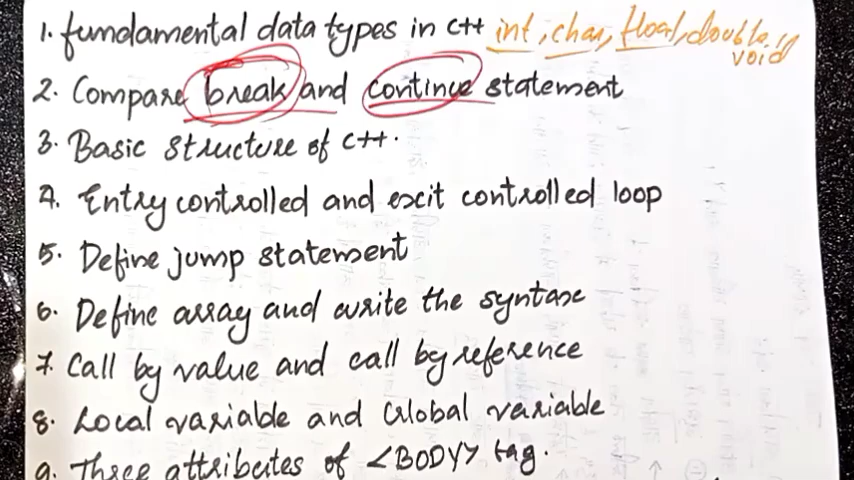 1. fundamental data types in C++ int, char, float, double, void
2. Compare break and continue statement
3. Basic Structure of C++.
4. Entry controlled and exit controlled loop
5. Define jump statement
6. Define array and write the syntax
7. Call by value and call by reference
8. Local variable and Global variable
9. Three attributes of <BODY> tag.